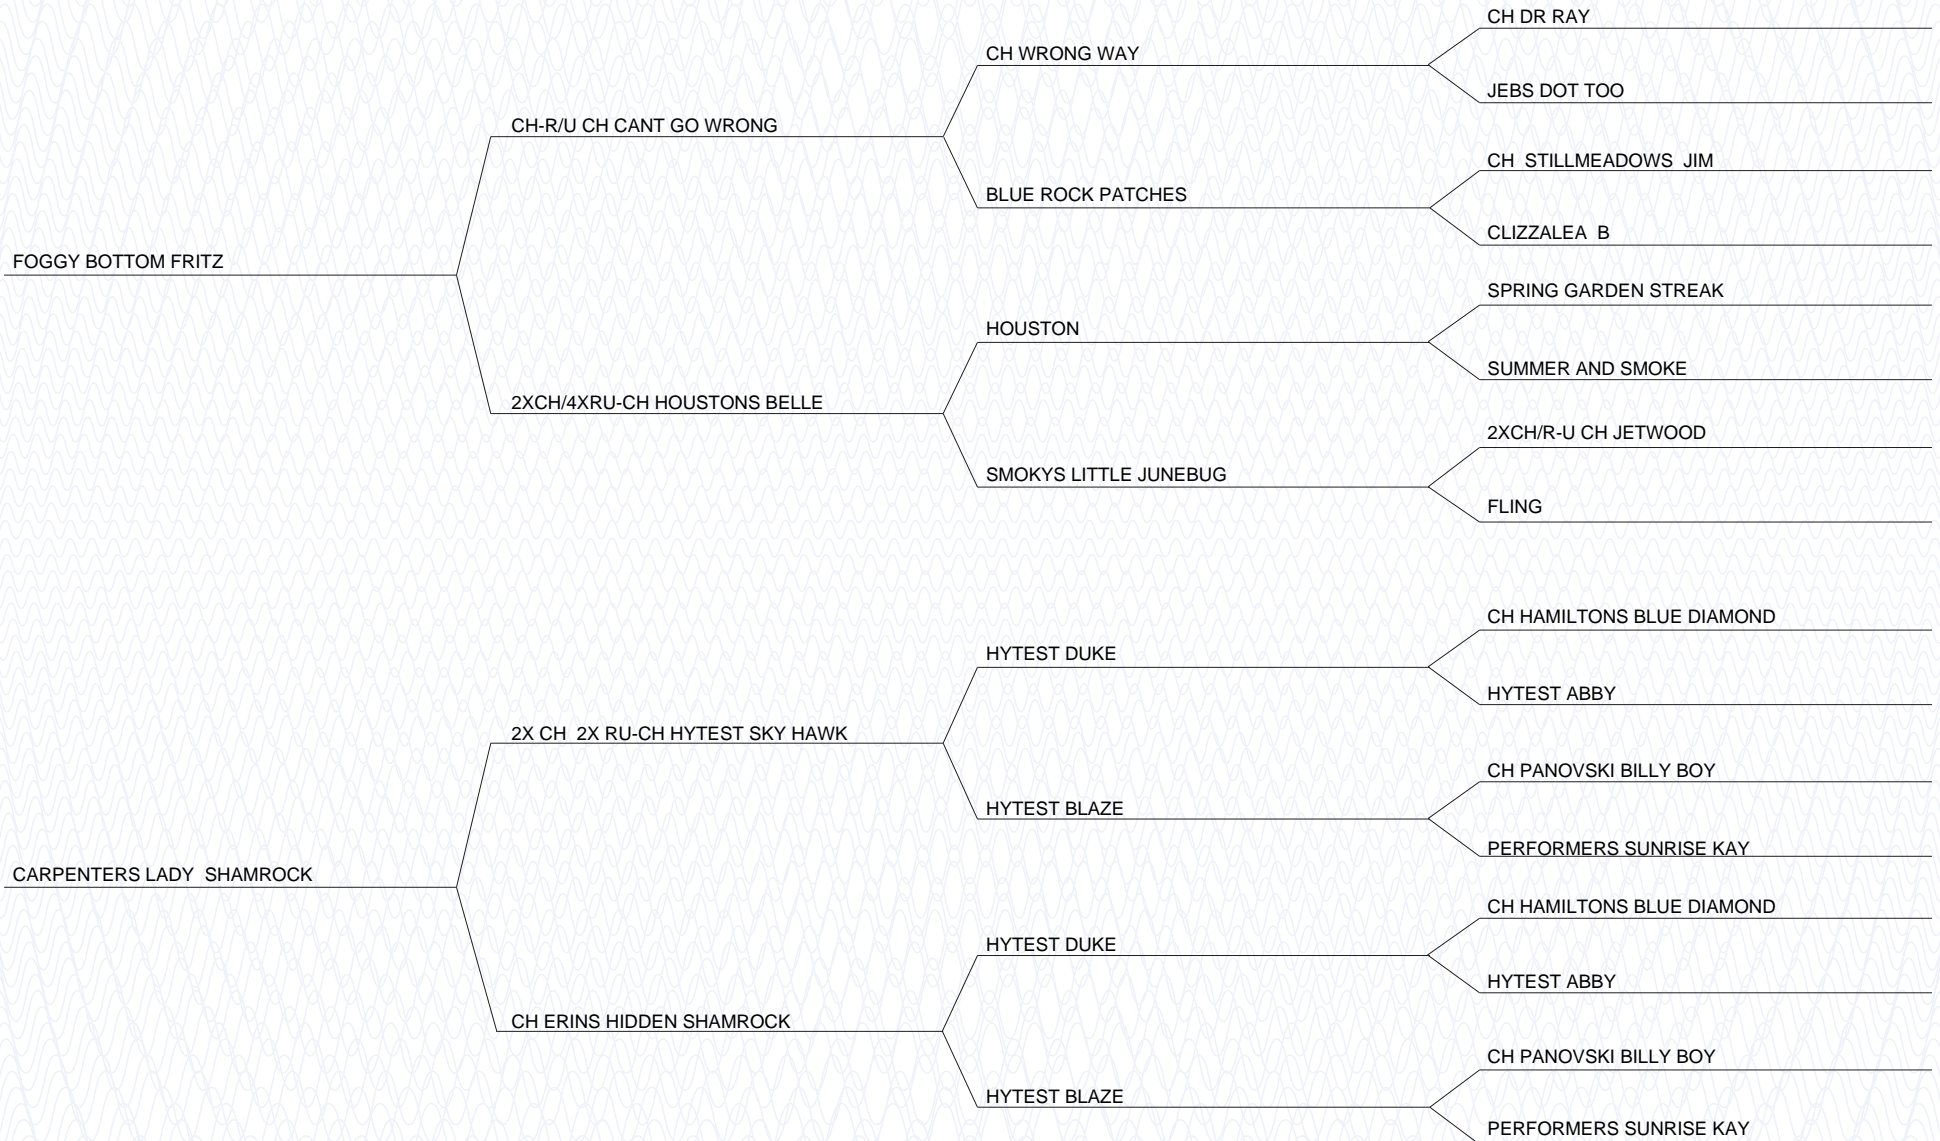 CH DR RAY
CH WRONG WAY
JEBS DOT TOO
CH-R/U CH CANT GO WRONG
CH  STILLMEADOWS  JIM
BLUE ROCK PATCHES
CLIZZALEA  B
FOGGY BOTTOM FRITZ
SPRING GARDEN STREAK
HOUSTON
SUMMER AND SMOKE
2XCH/4XRU-CH HOUSTONS BELLE
2XCH/R-U CH JETWOOD
SMOKYS LITTLE JUNEBUG
FLING
CH HAMILTONS BLUE DIAMOND
HYTEST DUKE
HYTEST ABBY
2X CH  2X RU-CH HYTEST SKY HAWK
CH PANOVSKI BILLY BOY
HYTEST BLAZE
PERFORMERS SUNRISE KAY
CARPENTERS LADY  SHAMROCK
CH HAMILTONS BLUE DIAMOND
HYTEST DUKE
HYTEST ABBY
CH ERINS HIDDEN SHAMROCK
CH PANOVSKI BILLY BOY
HYTEST BLAZE
PERFORMERS SUNRISE KAY